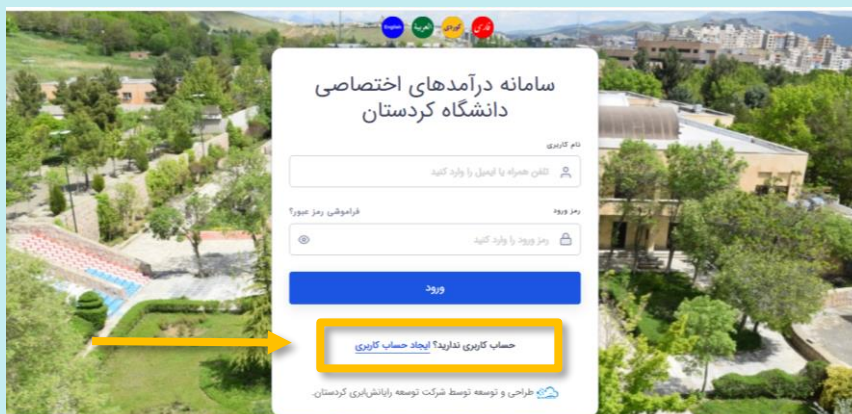 فارسی کوردی العربية English
سامانه درآمدهای اختصاصی
دانشگاه کردستان
نام کاربری
تلفن همراه یا ایمیل را وارد کنید
رمز ورود فراموشی رمز عبور؟
رمز ورود را وارد کنید
ورود
حساب کاربری ندارید؟ ایجاد حساب کاربری
طراحی و توسعه توسط شرکت توسعه رایانش‌ابری کردستان.